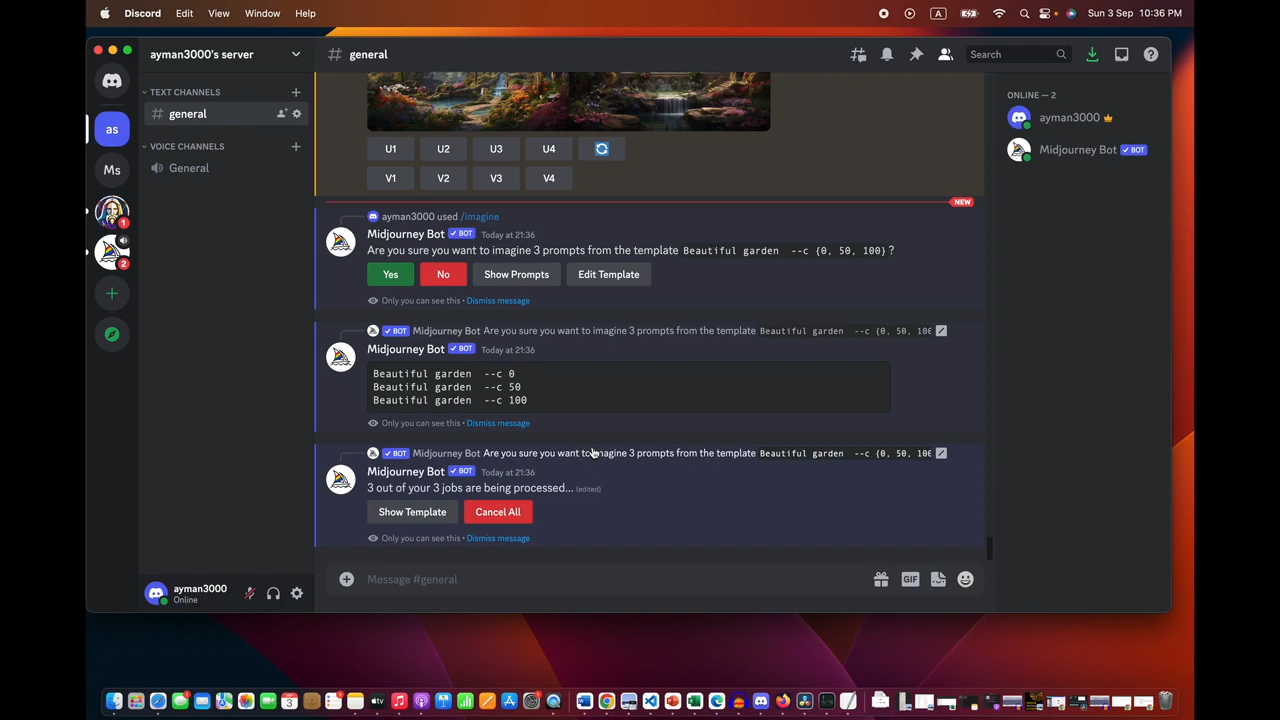 Discord Edit View Window Help
A Sun 3 Sep 10:36 PM
ayman3000's server
# general
Search
TEXT CHANNELS
# general
VOICE CHANNELS
General
as
Ms
1
2
U1 U2 U3 U4
V1 V2 V3 V4
NEW
ayman3000 used /imagine
Midjourney Bot ✓ BOT Today at 21:36
Are you sure you want to imagine 3 prompts from the template Beautiful garden --c {0, 50, 100} ?
Yes No Show Prompts Edit Template
Only you can see this • Dismiss message
✓ BOT Midjourney Bot Are you sure you want to imagine 3 prompts from the template Beautiful garden --c {0, 50, 100
Midjourney Bot ✓ BOT Today at 21:36
Beautiful garden --c 0
Beautiful garden --c 50
Beautiful garden --c 100
Only you can see this • Dismiss message
✓ BOT Midjourney Bot Are you sure you want to imagine 3 prompts from the template Beautiful garden --c {0, 50, 100
Midjourney Bot ✓ BOT Today at 21:36
3 out of your 3 jobs are being processed... (edited)
Show Template Cancel All
Only you can see this • Dismiss message
Message #general
GIF
ayman3000
Online
ONLINE — 2
ayman3000
Midjourney Bot ✓ BOT